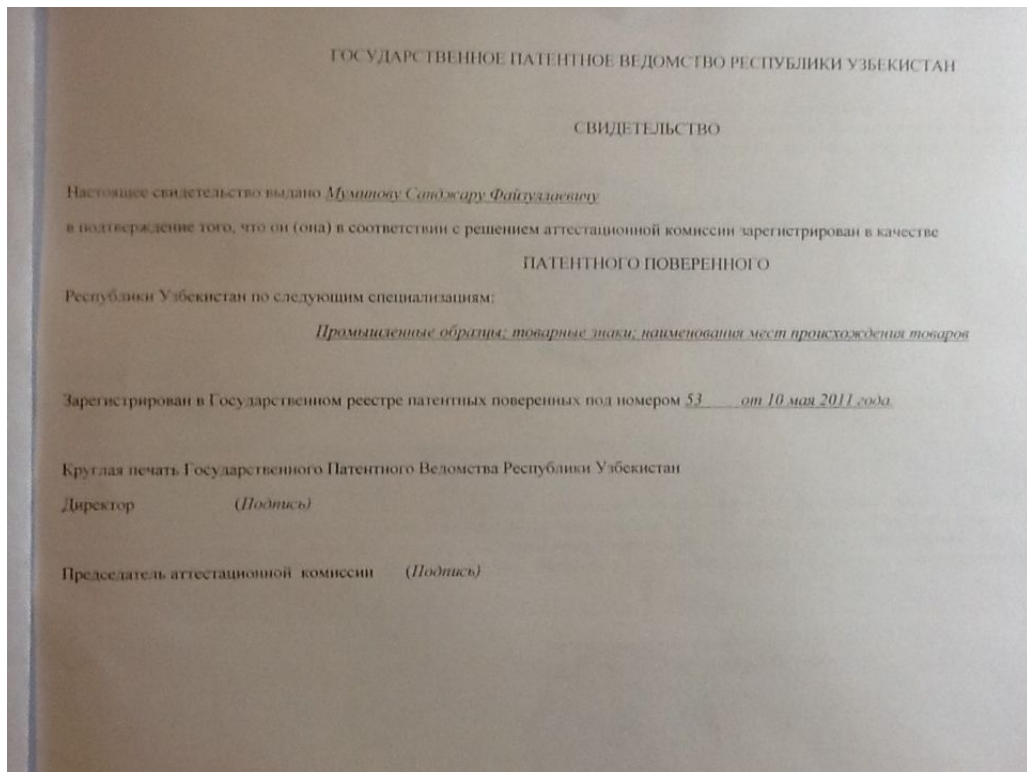 ГОСУДАРСТВЕННОЕ ПАТЕНТНОЕ ВЕДОМСТВО РЕСПУБЛИКИ УЗБЕКИСТАН
СВИДЕТЕЛЬСТВО
Настоящее свидетельство выдано Муминову Санджару Файзуллаевичу
в подтверждение того, что он (она) в соответствии с решением аттестационной комиссии зарегистрирован в качестве
ПАТЕНТНОГО ПОВЕРЕННОГО
Республики Узбекистан по следующим специализациям:
Промышленные образцы; товарные знаки; наименования мест происхождения товаров
Зарегистрирован в Государственном реестре патентных поверенных под номером 53 от 10 мая 2011 года.
Круглая печать Государственного Патентного Ведомства Республики Узбекистан
Директор (Подпись)
Председатель аттестационной комиссии (Подпись)